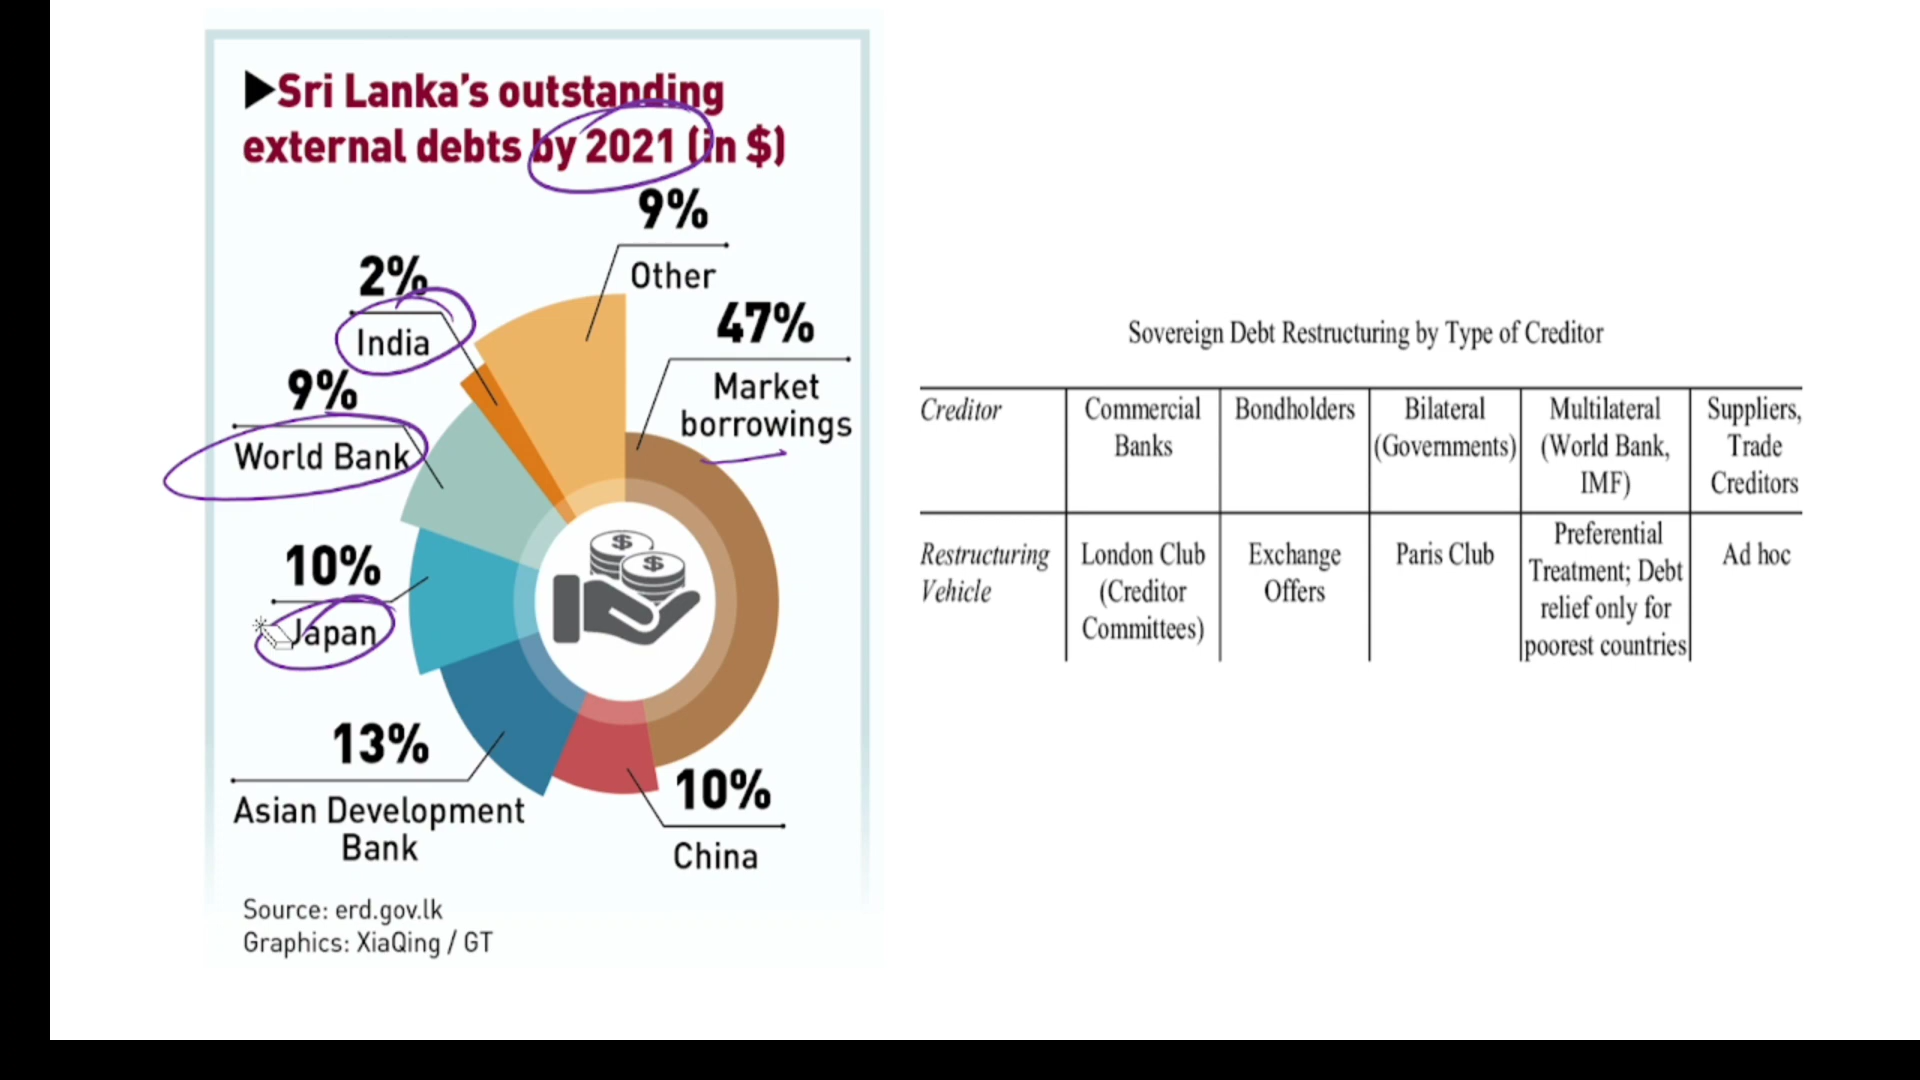 ▶Sri Lanka's outstanding
external debts by 2021 (in $)
9%
Other
2%
India
47%
Market
borrowings
9%
World Bank
10%
Japan
13%
Asian Development
Bank
10%
China
$
$
Source: erd.gov.lk
Graphics: XiaQing / GT
Sovereign Debt Restructuring by Type of Creditor
Creditor
Commercial
Banks
Bondholders
Bilateral
(Governments)
Multilateral
(World Bank,
IMF)
Suppliers,
Trade
Creditors
Restructuring
Vehicle
London Club
(Creditor
Committees)
Exchange
Offers
Paris Club
Preferential
Treatment; Debt
relief only for
poorest countries
Ad hoc